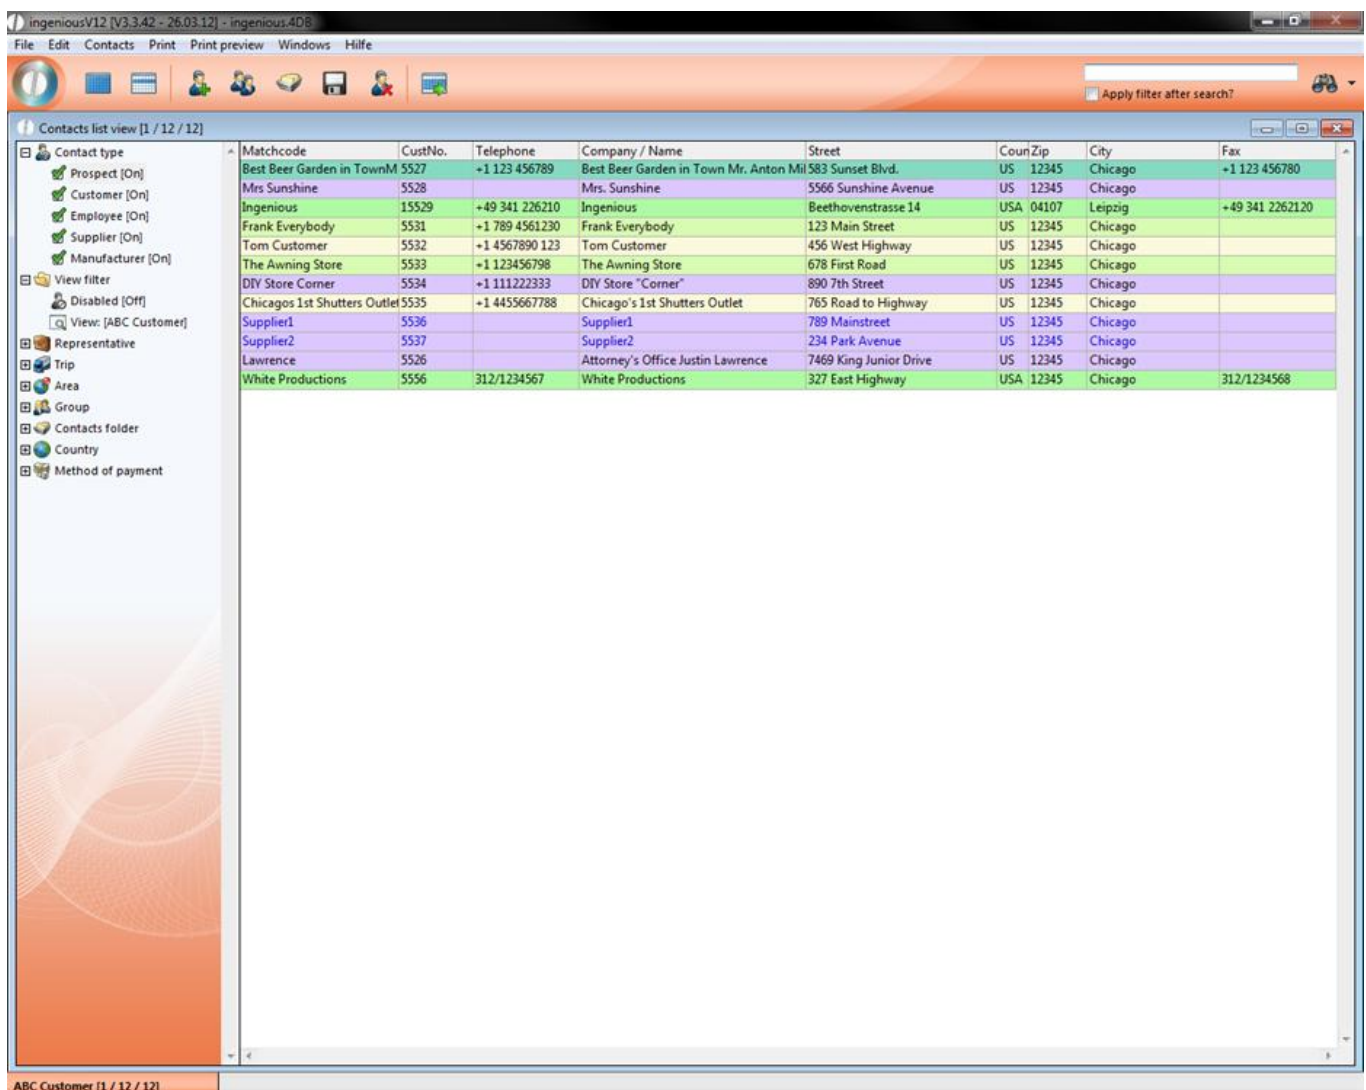 ingeniousV12 [V3.3.42 - 26.03.12] - ingenious.4DB
File Edit Contacts Print Print preview Windows Hilfe
Apply filter after search?
Contacts list view [1 / 12 / 12]
Contact type
Prospect [On]
Customer [On]
Employee [On]
Supplier [On]
Manufacturer [On]
View filter
Disabled [Off]
View: [ABC Customer]
Representative
Trip
Area
Group
Contacts folder
Country
Method of payment
Matchcode CustNo. Telephone Company / Name Street Coun Zip City Fax
Best Beer Garden in TownM 5527 +1 123 456789 Best Beer Garden in Town Mr. Anton Mil 583 Sunset Blvd. US 12345 Chicago +1 123 456780
Mrs Sunshine 5528 Mrs. Sunshine 5566 Sunshine Avenue US 12345 Chicago
Ingenious 15529 +49 341 226210 Ingenious Beethovenstrasse 14 USA 04107 Leipzig +49 341 2262120
Frank Everybody 5531 +1 789 4561230 Frank Everybody 123 Main Street US 12345 Chicago
Tom Customer 5532 +1 4567890 123 Tom Customer 456 West Highway US 12345 Chicago
The Awning Store 5533 +1 123456798 The Awning Store 678 First Road US 12345 Chicago
DIY Store Corner 5534 +1 111222333 DIY Store "Corner" 890 7th Street US 12345 Chicago
Chicagos 1st Shutters Outlet 5535 +1 4455667788 Chicago's 1st Shutters Outlet 765 Road to Highway US 12345 Chicago
Supplier1 5536 Supplier1 789 Mainstreet US 12345 Chicago
Supplier2 5537 Supplier2 234 Park Avenue US 12345 Chicago
Lawrence 5526 Attorney's Office Justin Lawrence 7469 King Junior Drive US 12345 Chicago
White Productions 5556 312/1234567 White Productions 327 East Highway USA 12345 Chicago 312/1234568
ABC Customer [1 / 12 / 12]